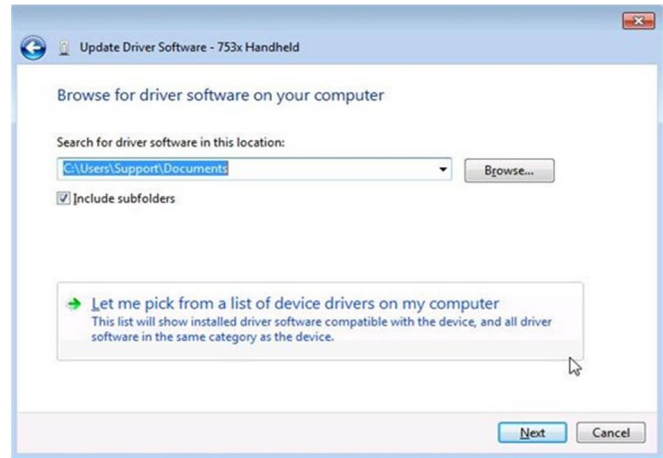 Update Driver Software - 753x Handheld
Browse for driver software on your computer
Search for driver software in this location:
C:\Users\Support\Documents
Browse...
Include subfolders
Let me pick from a list of device drivers on my computer
This list will show installed driver software compatible with the device, and all driver
software in the same category as the device.
Next
Cancel